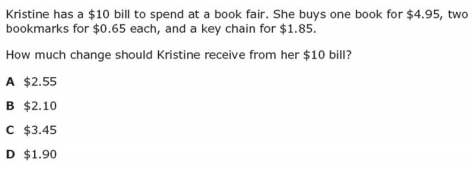 Kristine has a $10 bill to spend at a book fair. She buys one book for $4.95, two
bookmarks for $0.65 each, and a key chain for $1.85.
How much change should Kristine receive from her $10 bill?
A $2.55
B $2.10
C $3.45
D $1.90